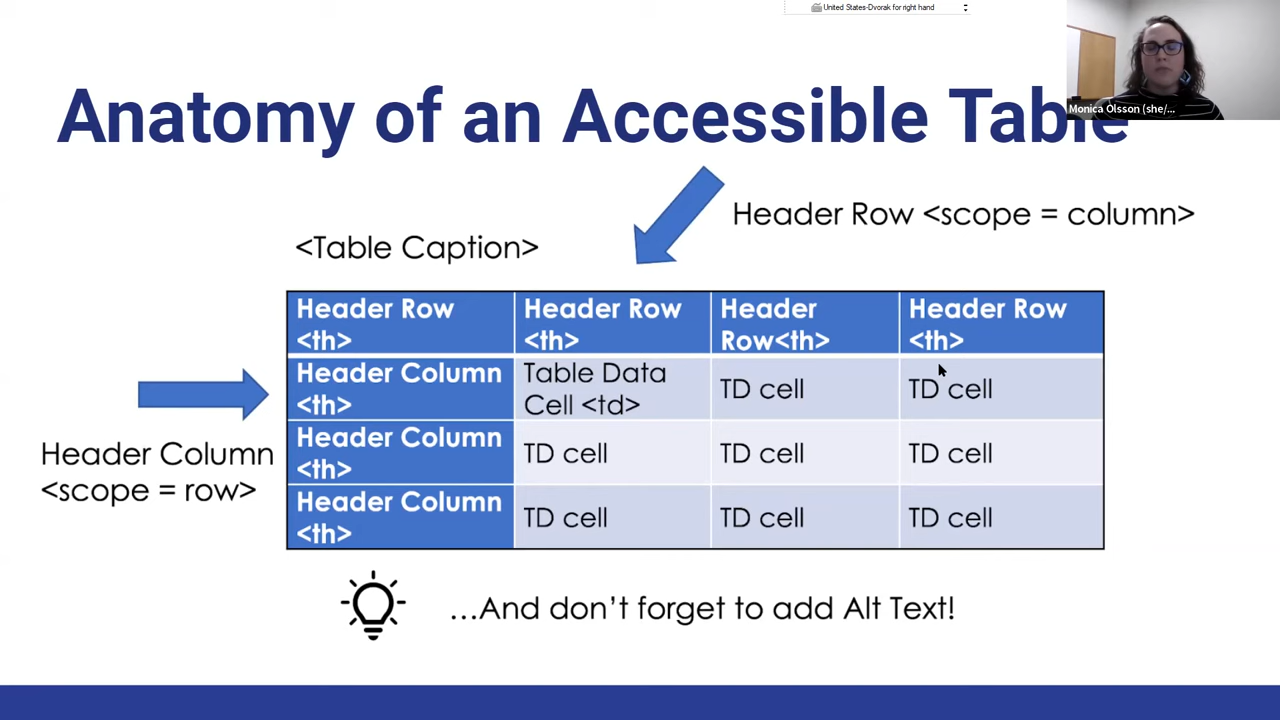 United States-Dvorak for right hand
Monica Olsson (she/...
Anatomy of an Accessible Table
Header Row <scope = column>
<Table Caption>
Header Row <th>
Header Row <th>
Header Row<th>
Header Row <th>
Header Column <th>
Table Data Cell <td>
TD cell
TD cell
Header Column <th>
TD cell
TD cell
TD cell
Header Column <th>
TD cell
TD cell
TD cell
Header Column
<scope = row>
...And don't forget to add Alt Text!